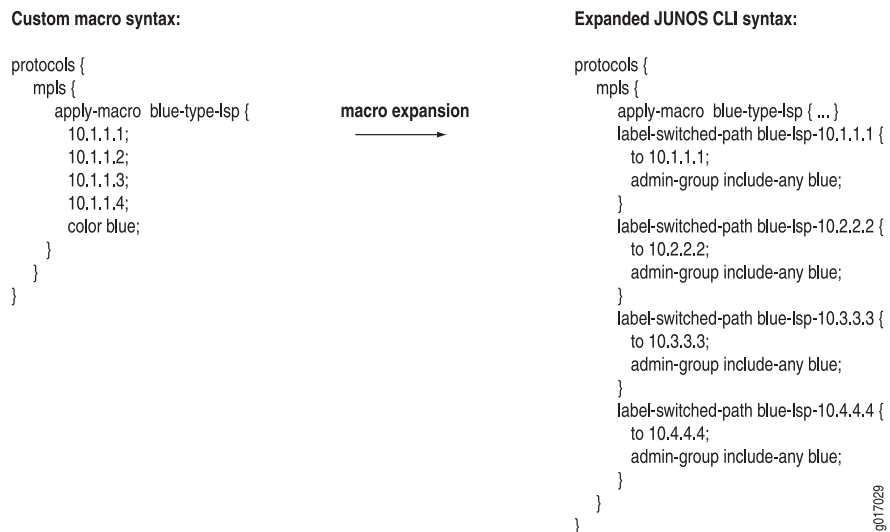 Custom macro syntax:
protocols {
mpls {
apply-macro blue-type-lsp {
10.1.1.1;
10.1.1.2;
10.1.1.3;
10.1.1.4;
color blue;
}
}
}
macro expansion
Expanded JUNOS CLI syntax:
protocols {
mpls {
apply-macro blue-type-lsp { ... }
label-switched-path blue-lsp-10.1.1.1 {
to 10.1.1.1;
admin-group include-any blue;
}
label-switched-path blue-lsp-10.2.2.2 {
to 10.2.2.2;
admin-group include-any blue;
}
label-switched-path blue-lsp-10.3.3.3 {
to 10.3.3.3;
admin-group include-any blue;
}
label-switched-path blue-lsp-10.4.4.4 {
to 10.4.4.4;
admin-group include-any blue;
}
}
}
g017029